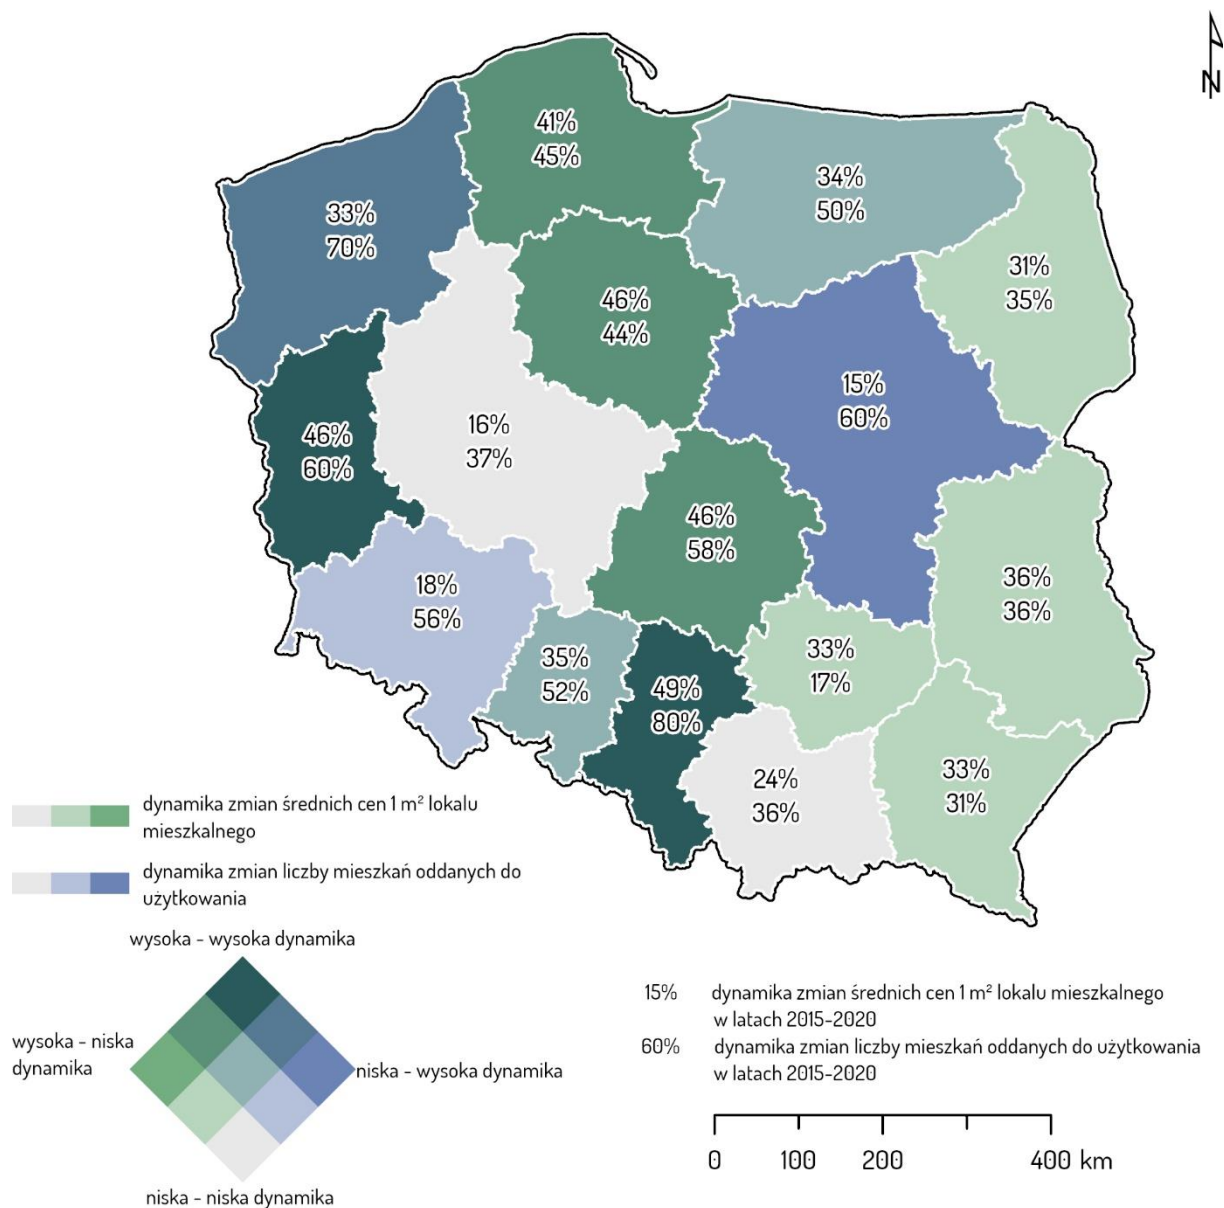 N
41%
45%
34%
50%
33%
70%
31%
35%
46%
44%
15%
60%
16%
37%
46%
60%
46%
58%
36%
36%
18%
56%
35%
52%
33%
17%
49%
80%
24%
36%
33%
31%
dynamika zmian średnich cen 1 m² lokalu
mieszkalnego
dynamika zmian liczby mieszkań oddanych do
użytkowania
wysoka - wysoka dynamika
wysoka - niska
dynamika
niska - wysoka dynamika
niska - niska dynamika
15% dynamika zmian średnich cen 1 m² lokalu mieszkalnego
w latach 2015-2020
60% dynamika zmian liczby mieszkań oddanych do użytkowania
w latach 2015-2020
0 100 200 400 km